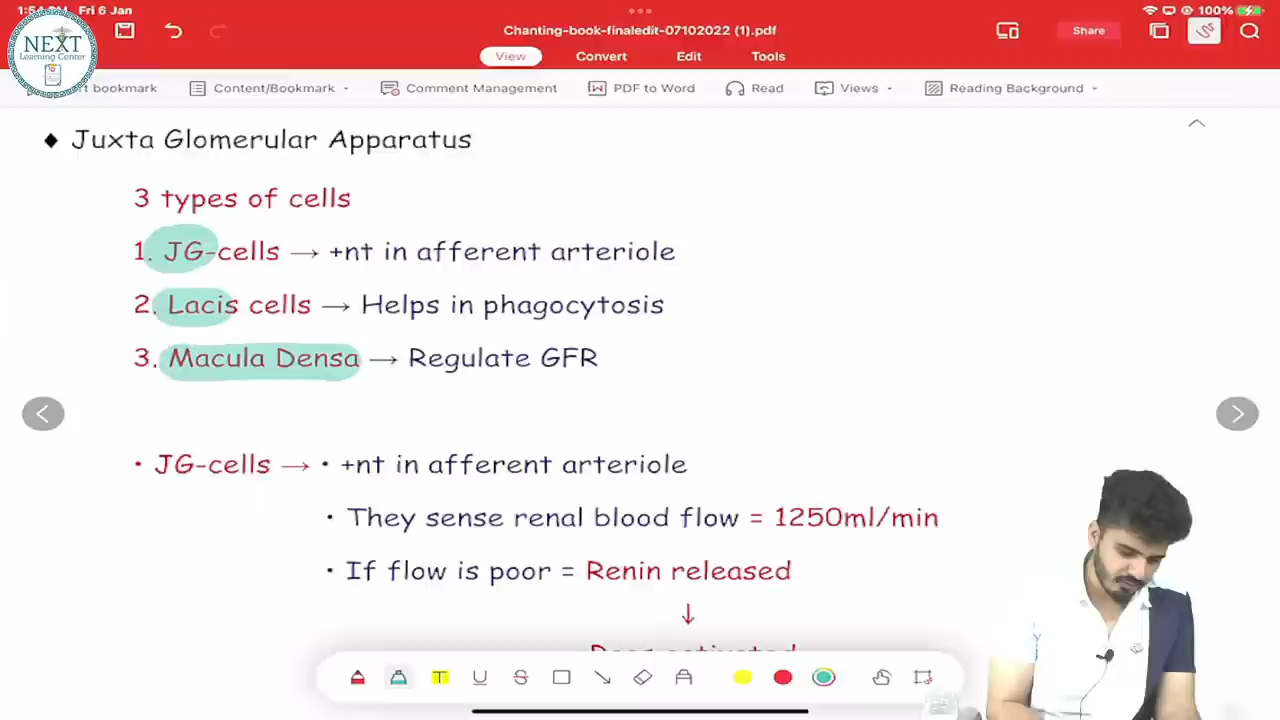 Fri 6 Jan
100%
NEXT
Learning Center
Chanting-book-finaledit-07102022 (1).pdf
Share
View Convert Edit Tools
bookmark Content/Bookmark Comment Management PDF to Word Read Views Reading Background
◆ Juxta Glomerular Apparatus
3 types of cells
1. JG-cells → +nt in afferent arteriole
2. Lacis cells → Helps in phagocytosis
3. Macula Densa → Regulate GFR
• JG-cells → • +nt in afferent arteriole
• They sense renal blood flow = 1250ml/min
• If flow is poor = Renin released
↓